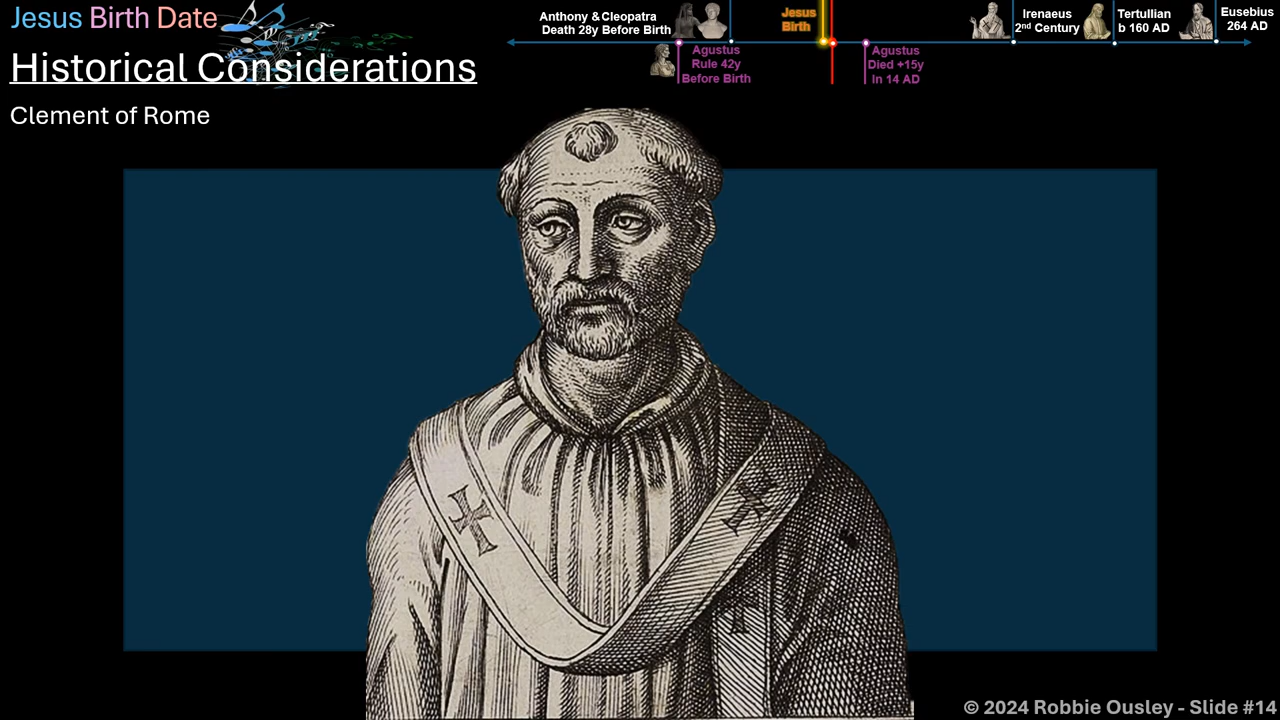 Jesus Birth Date
Historical Considerations
Clement of Rome
Anthony & Cleopatra
Death 28y Before Birth
Agustus
Rule 42y
Before Birth
Jesus
Birth
Agustus
Died +15y
In 14 AD
Irenaeus
2nd Century
Tertullian
b 160 AD
Eusebius
264 AD
© 2024 Robbie Ousley - Slide #14